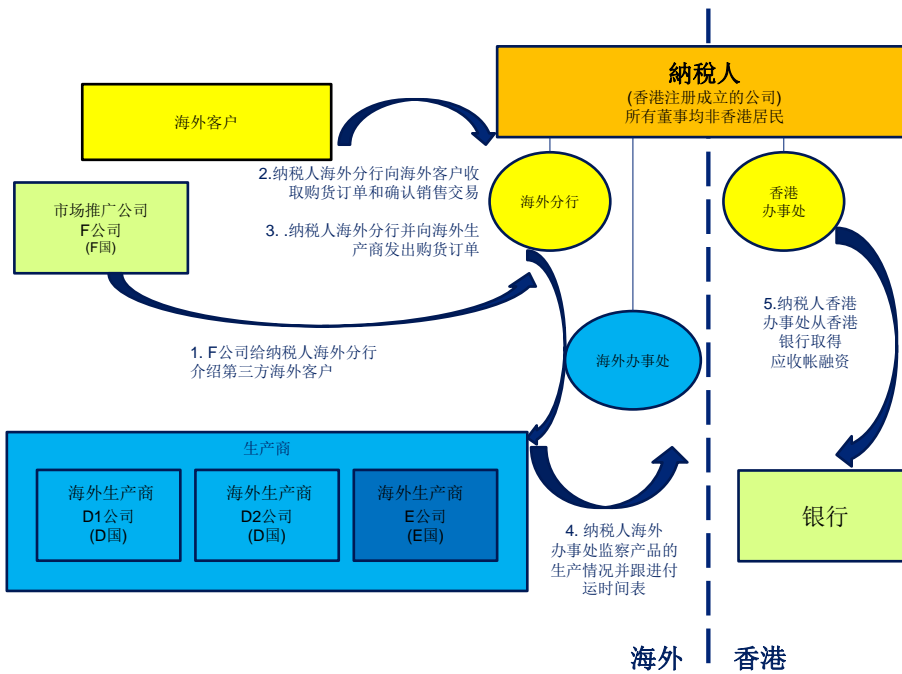 納稅人
(香港注册成立的公司)
所有董事均非香港居民
海外客户
2.纳税人海外分行向海外客户收
取购货订单和确认销售交易
海外分行
香港
办事处
市场推广公司
F公司
(F国)
3. .纳税人海外分行并向海外生
产商发出购货订单
5.纳税人香港
办事处从香港
银行取得
应收帐融资
1. F公司给纳税人海外分行
介绍第三方海外客户
海外办事处
生产商
海外生产商
D1公司
(D国)
海外生产商
D2公司
(D国)
海外生产商
E公司
(E国)
银行
4. 纳税人海外
办事处监察产品的
生产情况并跟进付
运时间表
海外
香港